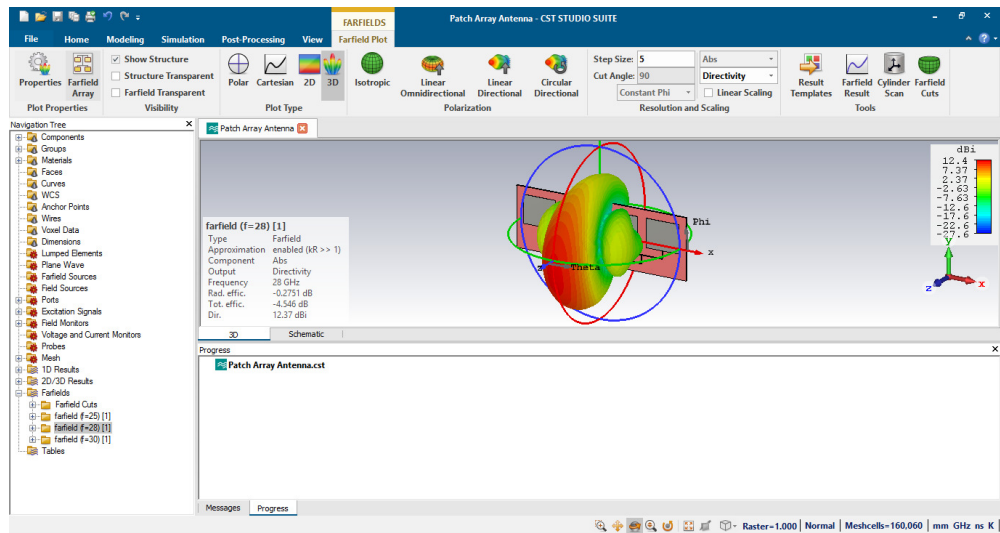 FARFIELDS
Patch Array Antenna - CST STUDIO SUITE
File Home Modeling Simulation Post-Processing View Farfield Plot
Properties
Farfield Array
Plot Properties
Show Structure
Structure Transparent
Farfield Transparent
Visibility
Polar Cartesian 2D 3D
Plot Type
Isotropic
Linear Omnidirectional
Linear Directional
Circular Directional
Polarization
Step Size: 5 Abs
Cut Angle: 90 Directivity
Constant Phi Linear Scaling
Resolution and Scaling
Result Templates
Farfield Result
Cylinder Scan
Farfield Cuts
Tools
Navigation Tree
Components
Groups
Materials
Faces
Curves
WCS
Anchor Points
Wires
Voxel Data
Dimensions
Lumped Elements
Plane Wave
Farfield Sources
Field Sources
Ports
Excitation Signals
Field Monitors
Voltage and Current Monitors
Probes
Mesh
1D Results
2D/3D Results
Farfields
Farfield Cuts
farfield (f=25) [1]
farfield (f=28) [1]
farfield (f=30) [1]
Tables
Patch Array Antenna
farfield (f=28) [1]
Type Farfield
Approximation enabled (kR >> 1)
Component Abs
Output Directivity
Frequency 28 GHz
Rad. effic. -0.2751 dB
Tot. effic. -4.546 dB
Dir. 12.37 dBi
Phi
x
Theta
dBi
12.4
7.37
2.37
-2.63
-7.63
-12.6
-17.6
-22.6
-27.6
y
x
z
3D Schematic
Progress
Patch Array Antenna.cst
Messages Progress
Raster=1.000 Normal Meshcells=160,060 mm GHz ns K